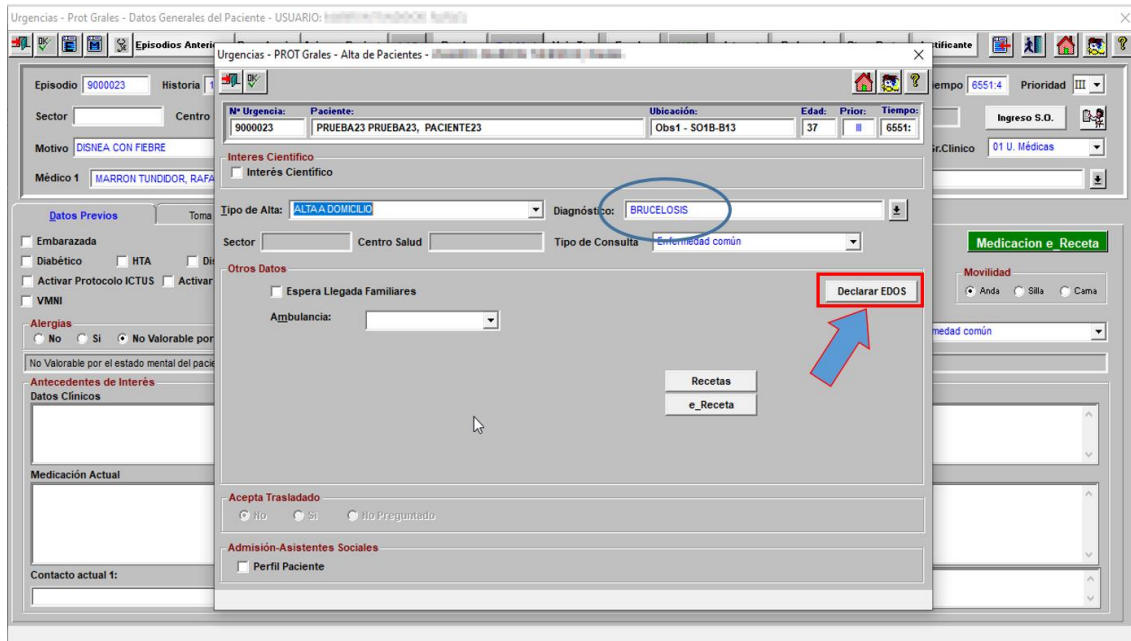 Urgencias - Prot Grales - Datos Generales del Paciente - USUARIO:
OK
Episodios Anteri
tificante
?
Episodio 9000023 Historia 1
iempo 6551:4 Prioridad III
Sector Centro
Ingreso S.O.
Motivo DISNEA CON FIEBRE
Gr.Clinico 01 U. Médicas
Médico 1 MARRON TUNDIDOR, RAFA
Datos Previos Toma
Embarazada
Medicacion e_Receta
Diabético HTA Dis
Movilidad
Activar Protocolo ICTUS Activar
Anda Silla Cama
VMNI
Alergias
No Si No Valorable por
medad común
No Valorable por el estado mental del pacie
Antecedentes de Interés
Datos Clínicos
Medicación Actual
Contacto actual 1:
Urgencias - PROT Grales - Alta de Pacientes -
OK
?
Nº Urgencia: Paciente: Ubicación: Edad: Prior: Tiempo:
9000023 PRUEBA23 PRUEBA23, PACIENTE23 Obs1 - SO1B-B13 37 III 6551:
Interes Científico
Interés Científico
Tipo de Alta: ALTA A DOMICILIO Diagnóstico: BRUCELOSIS
Sector Centro Salud Tipo de Consulta Enfermedad común
Otros Datos
Espera Llegada Familiares
Declarar EDOS
Ambulancia:
Recetas
e_Receta
Acepta Trasladado
No Si No Preguntado
Admisión-Asistentes Sociales
Perfil Paciente